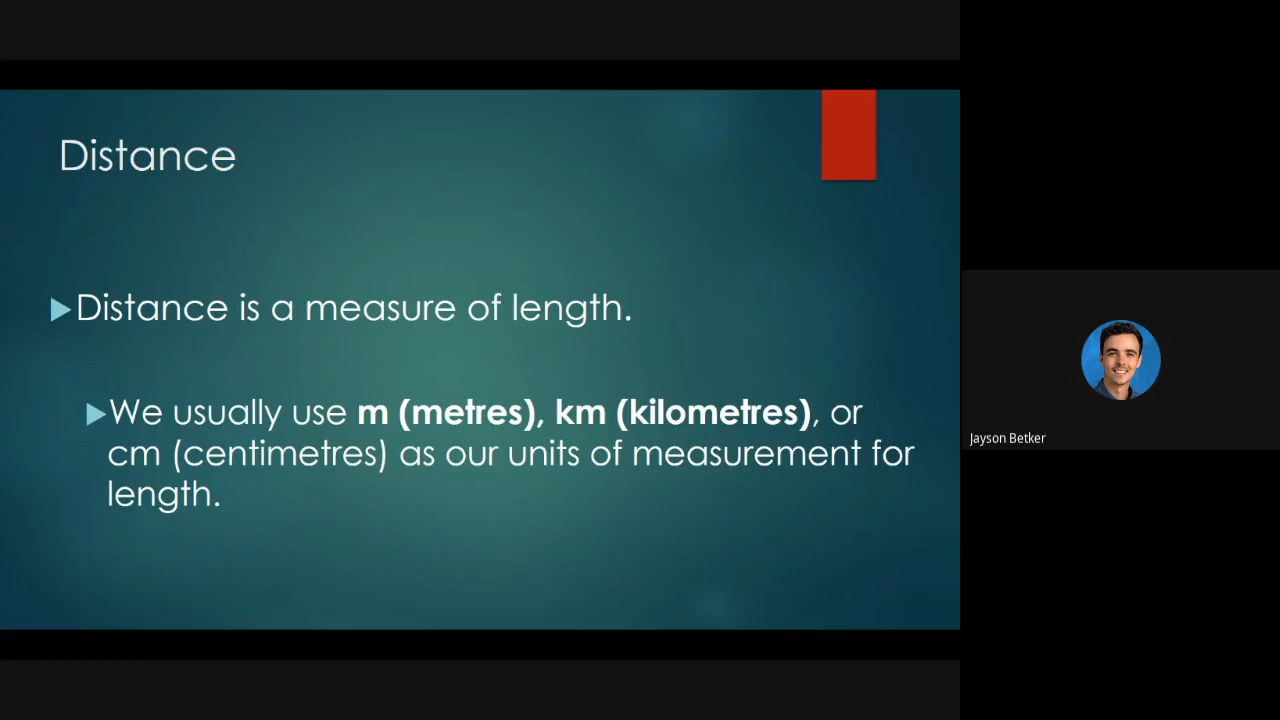 Distance
Distance is a measure of length.
We usually use m (metres), km (kilometres), or
cm (centimetres) as our units of measurement for
length.
Jayson Betker